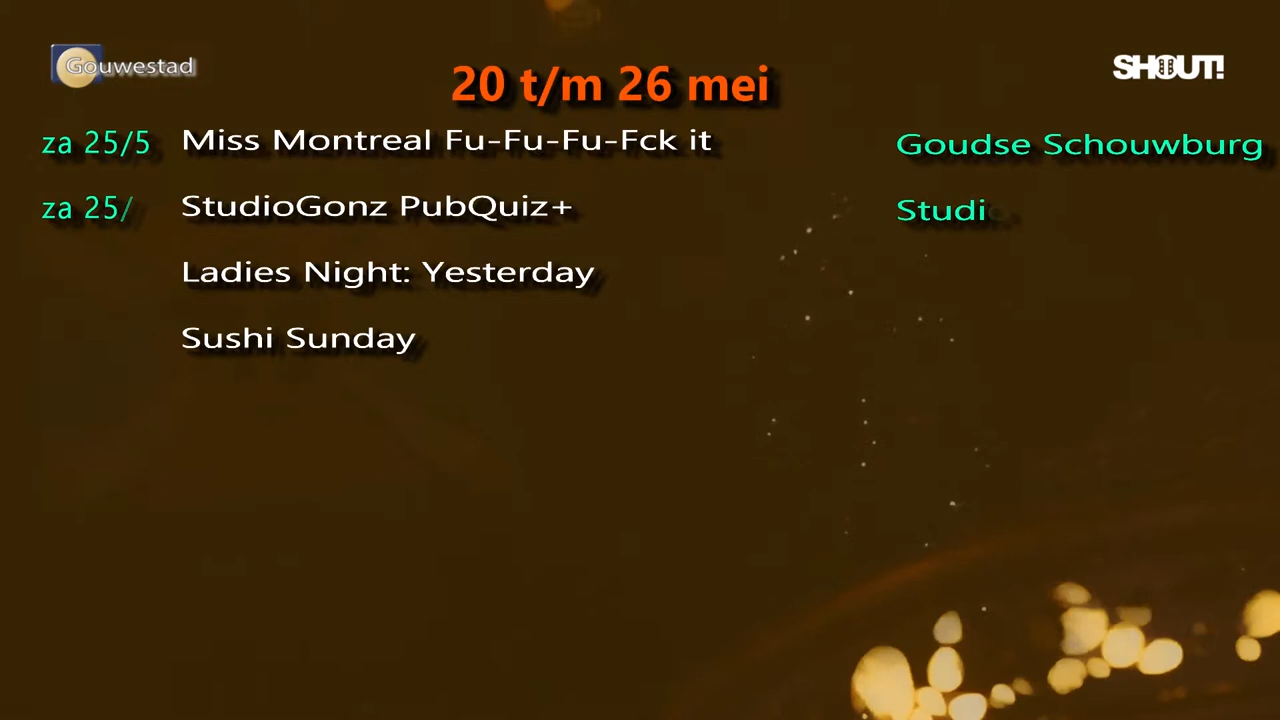 Gouwestad
SHOUT!
20 t/m 26 mei
za 25/5 Miss Montreal Fu-Fu-Fu-Fck it Goudse Schouwburg
za 25/ StudioGonz PubQuiz+ Studi
Ladies Night: Yesterday
Sushi Sunday